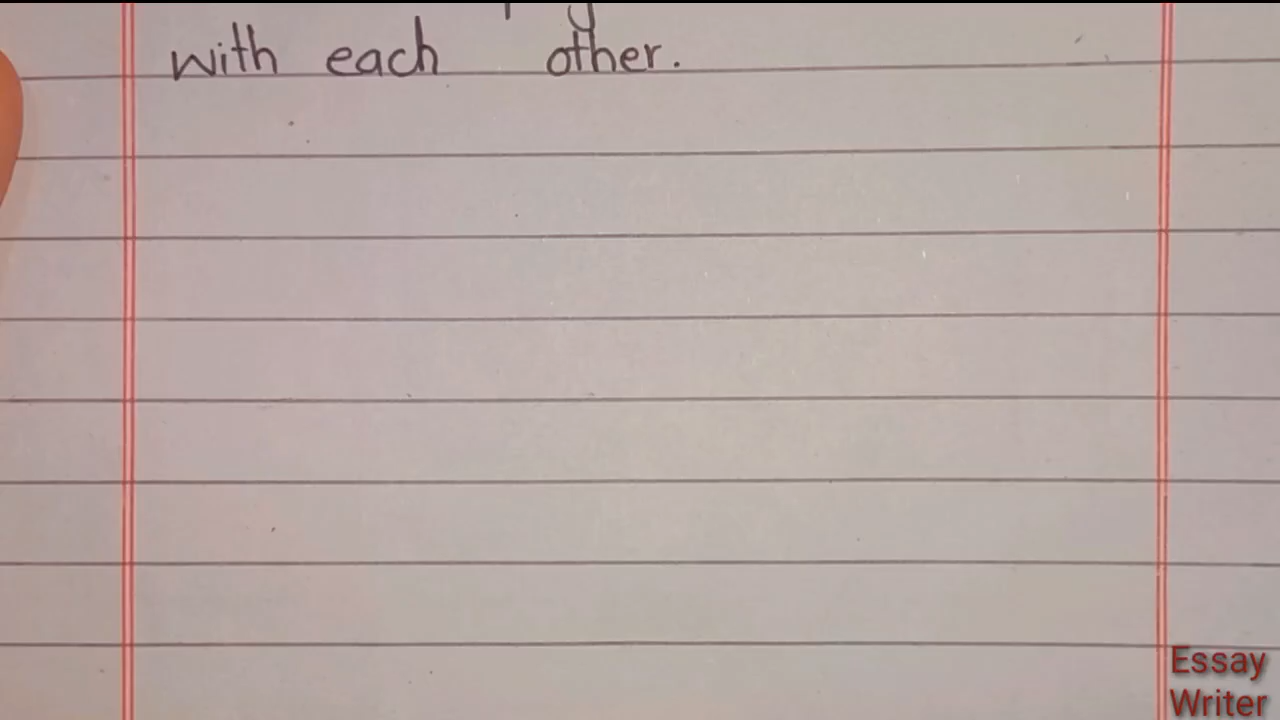 with each other.
Essay
Writer